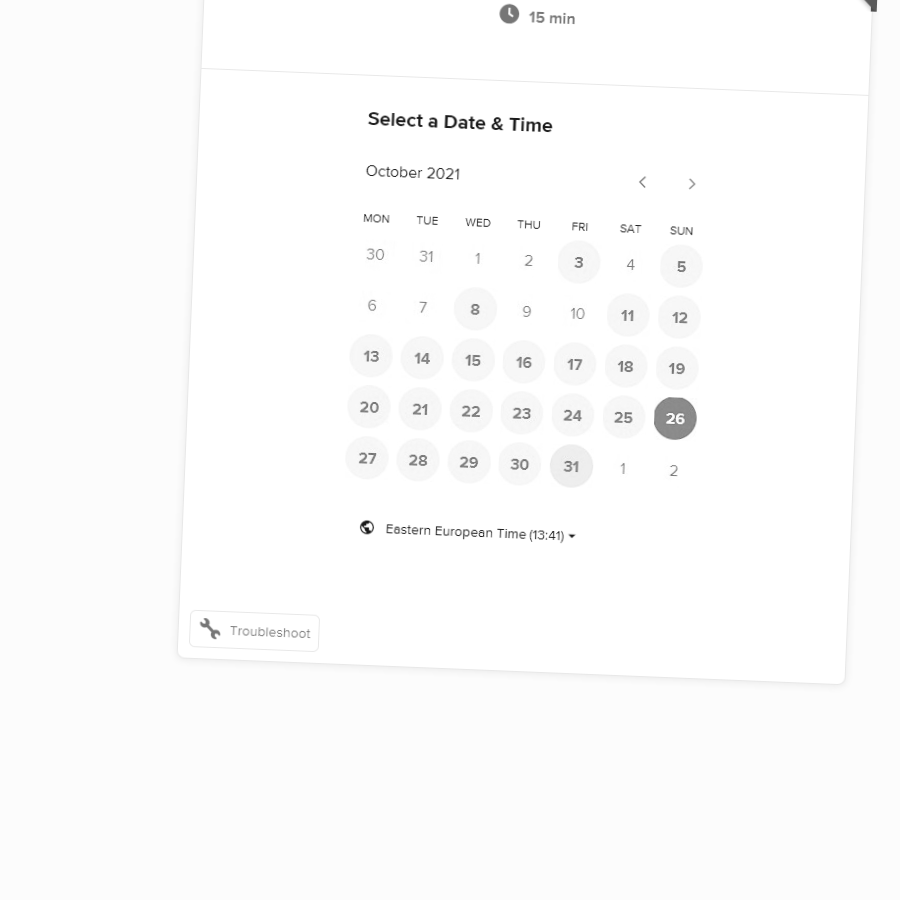 15 min
Select a Date & Time
October 2021
MON TUE WED THU FRI SAT SUN
30 31 1 2 3 4 5
6 7 8 9 10 11 12
13 14 15 16 17 18 19
20 21 22 23 24 25 26
27 28 29 30 31 1 2
Eastern European Time (13:41)
Troubleshoot